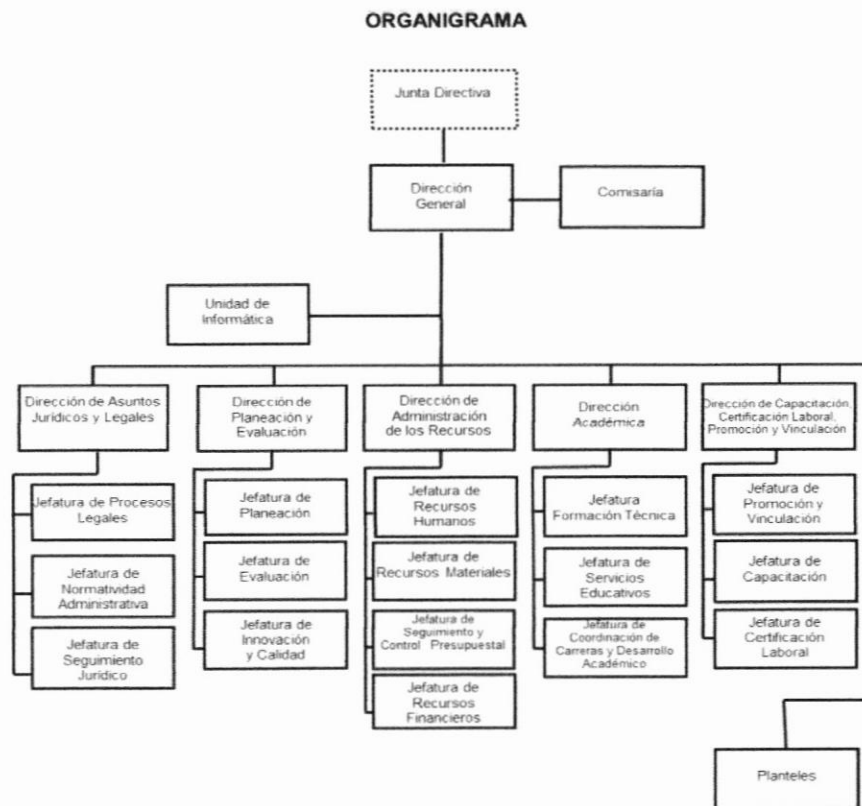 ORGANIGRAMA
Junta Directiva
Dirección
General
Comisaría
Unidad de
Informática
Dirección de Asuntos
Jurídicos y Legales
Dirección de
Planeación y
Evaluación
Dirección de
Administración
de los Recursos
Dirección
Académica
Dirección de Capacitación,
Certificación Laboral,
Promoción y Vinculación
Jefatura de Procesos
Legales
Jefatura de
Normatividad
Administrativa
Jefatura de
Seguimiento
Jurídico
Jefatura de
Planeación
Jefatura de
Evaluación
Jefatura de
Innovación
y Calidad
Jefatura de
Recursos
Humanos
Jefatura de
Recursos Materiales
Jefatura de
Seguimiento y
Control Presupuestal
Jefatura de
Recursos
Financieros
Jefatura
Formación Técnica
Jefatura de
Servicios
Educativos
Jefatura de
Coordinación de
Carreras y Desarrollo
Académico
Jefatura de
Promoción y
Vinculación
Jefatura de
Capacitación
Jefatura de
Certificación
Laboral
Planteles